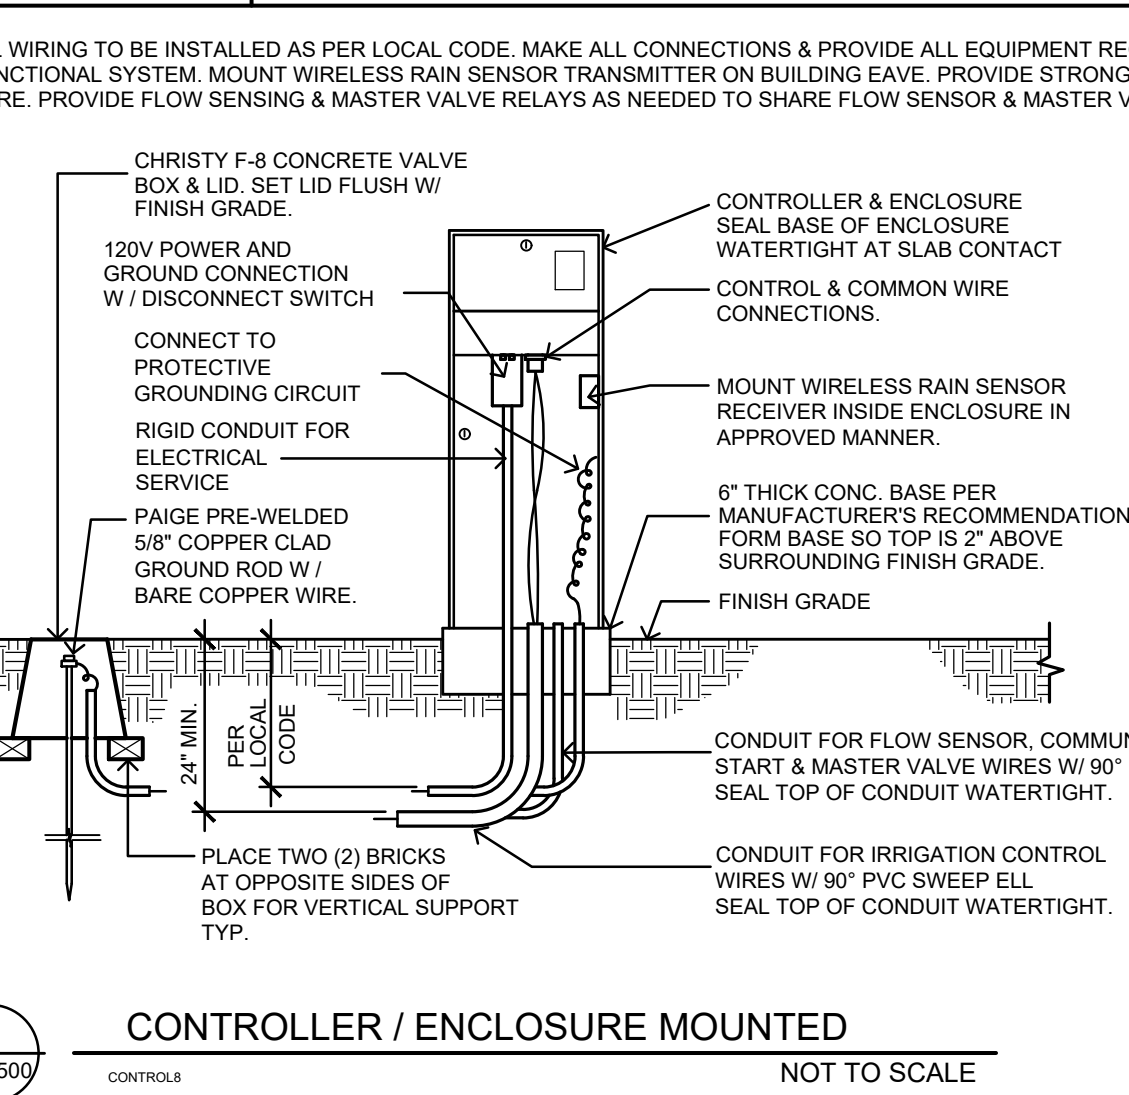 WIRING TO BE INSTALLED AS PER LOCAL CODE. MAKE ALL CONNECTIONS & PROVIDE ALL EQUIPMENT
SYSTEM. MOUNT WIRELESS RAIN SENSOR TRANSMITTER ON BUILDING EAVE. PROVIDE STRONG
PROVIDE FLOW SENSING & MASTER VALVE RELAYS AS NEEDED TO SHARE FLOW SENSOR & MASTER
CHRISTY F-8 CONCRETE VALVE
BOX & LID. SET LID FLUSH W/
FINISH GRADE.
120V POWER AND
GROUND CONNECTION
W / DISCONNECT SWITCH
CONNECT TO
PROTECTIVE
GROUNDING CIRCUIT
RIGID CONDUIT FOR
ELECTRICAL
SERVICE
PAIGE PRE-WELDED
5/8" COPPER CLAD
GROUND ROD W /
BARE COPPER WIRE.
CONTROLLER & ENCLOSURE
SEAL BASE OF ENCLOSURE
WATERTIGHT AT SLAB CONTACT
CONTROL & COMMON WIRE
CONNECTIONS.
MOUNT WIRELESS RAIN SENSOR
RECEIVER INSIDE ENCLOSURE IN
APPROVED MANNER.
6" THICK CONC. BASE PER
MANUFACTURER'S RECOMMENDATION
FORM BASE SO TOP IS 2" ABOVE
SURROUNDING FINISH GRADE.
FINISH GRADE
24" MIN.
PER
LOCAL
CODE
CONDUIT FOR FLOW SENSOR,
START & MASTER VALVE WIRES W/ 90°
SEAL TOP OF CONDUIT WATERTIGHT.
PLACE TWO (2) BRICKS
AT OPPOSITE SIDES OF
BOX FOR VERTICAL SUPPORT
TYP.
CONDUIT FOR IRRIGATION CONTROL
WIRES W/ 90° PVC SWEEP ELL
SEAL TOP OF CONDUIT WATERTIGHT.
CONTROLLER / ENCLOSURE MOUNTED
500
CONTROL8
NOT TO SCALE